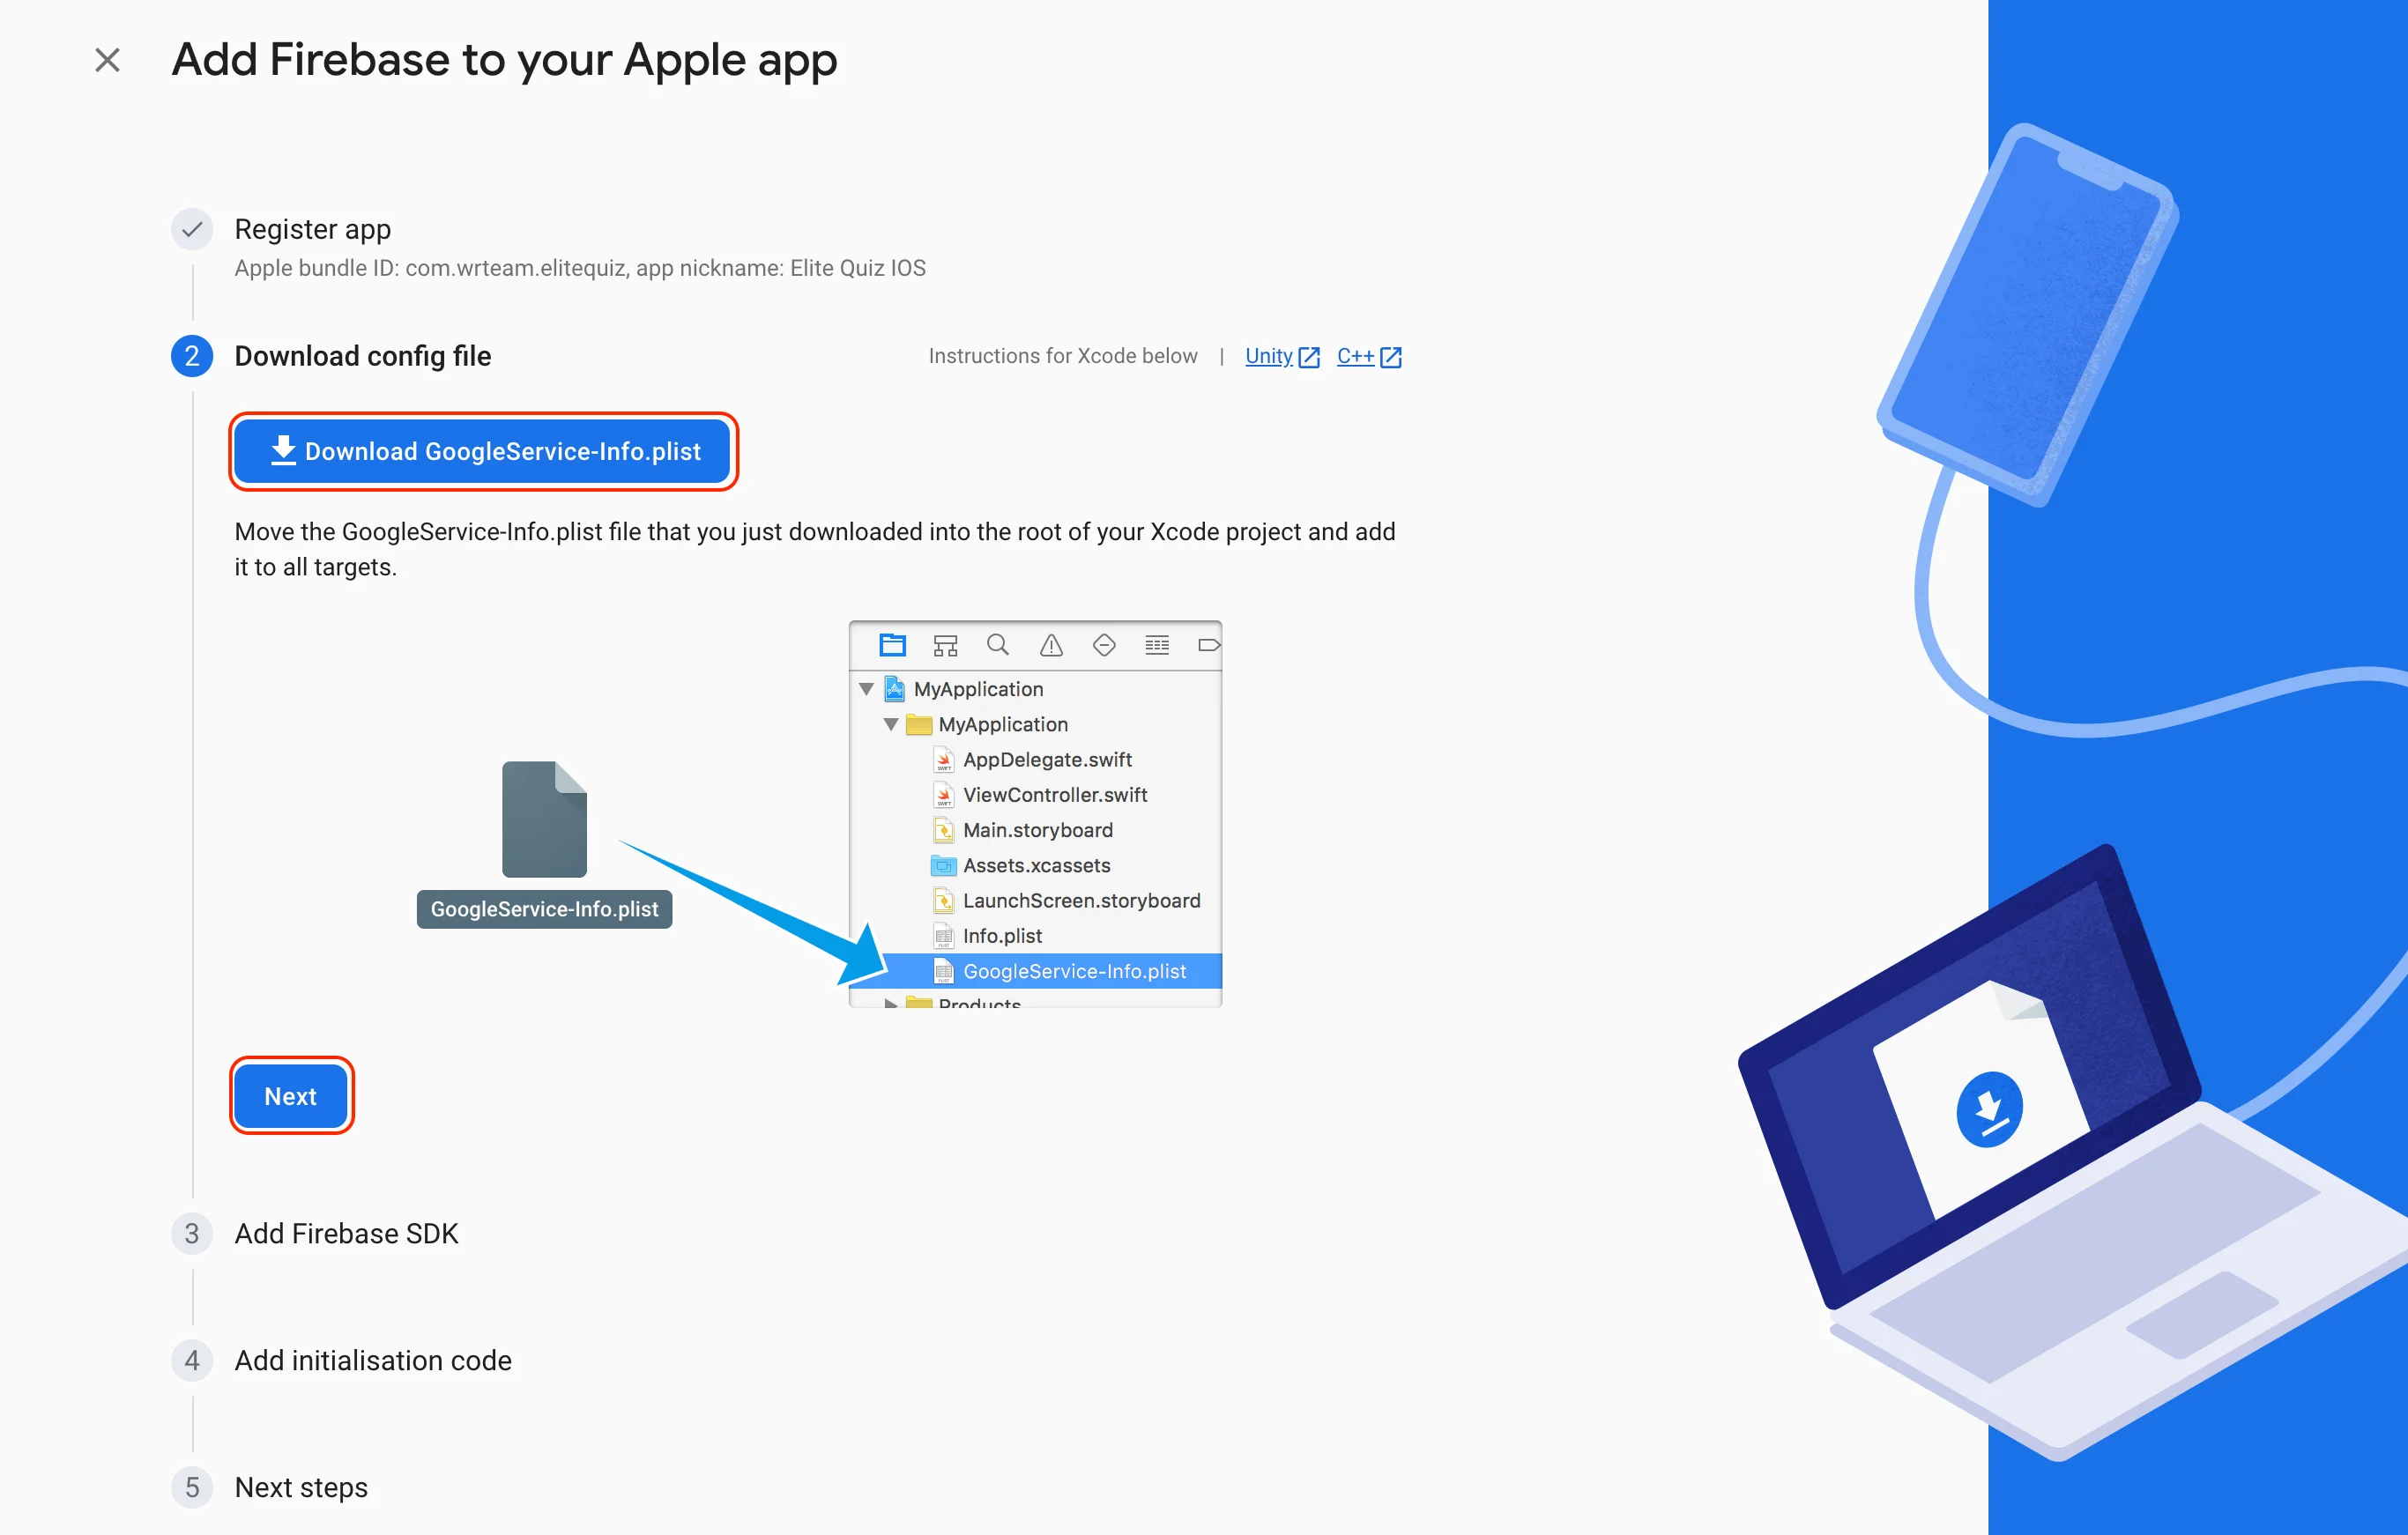 Add Firebase to your Apple app
Register app
Apple bundle ID: com.wrteam.elitequiz, app nickname: Elite Quiz IOS
2 Download config file
Instructions for Xcode below | Unity C++
Download GoogleService-Info.plist
Move the GoogleService-Info.plist file that you just downloaded into the root of your Xcode project and add
it to all targets.
GoogleService-Info.plist
MyApplication
MyApplication
AppDelegate.swift
ViewController.swift
Main.storyboard
Assets.xcassets
LaunchScreen.storyboard
Info.plist
GoogleService-Info.plist
Products
Next
3 Add Firebase SDK
4 Add initialisation code
5 Next steps